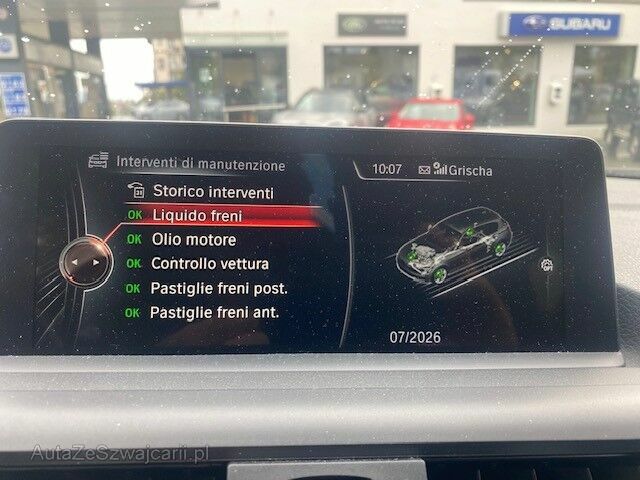 SUBARU
Interventi di manutenzione
10:07 Grischa
Storico interventi
OK Liquido freni
OK Olio motore
OK Controllo vettura
OK Pastiglie freni post.
OK Pastiglie freni ant.
07/2026
AutaZeSzwajcarii.pl